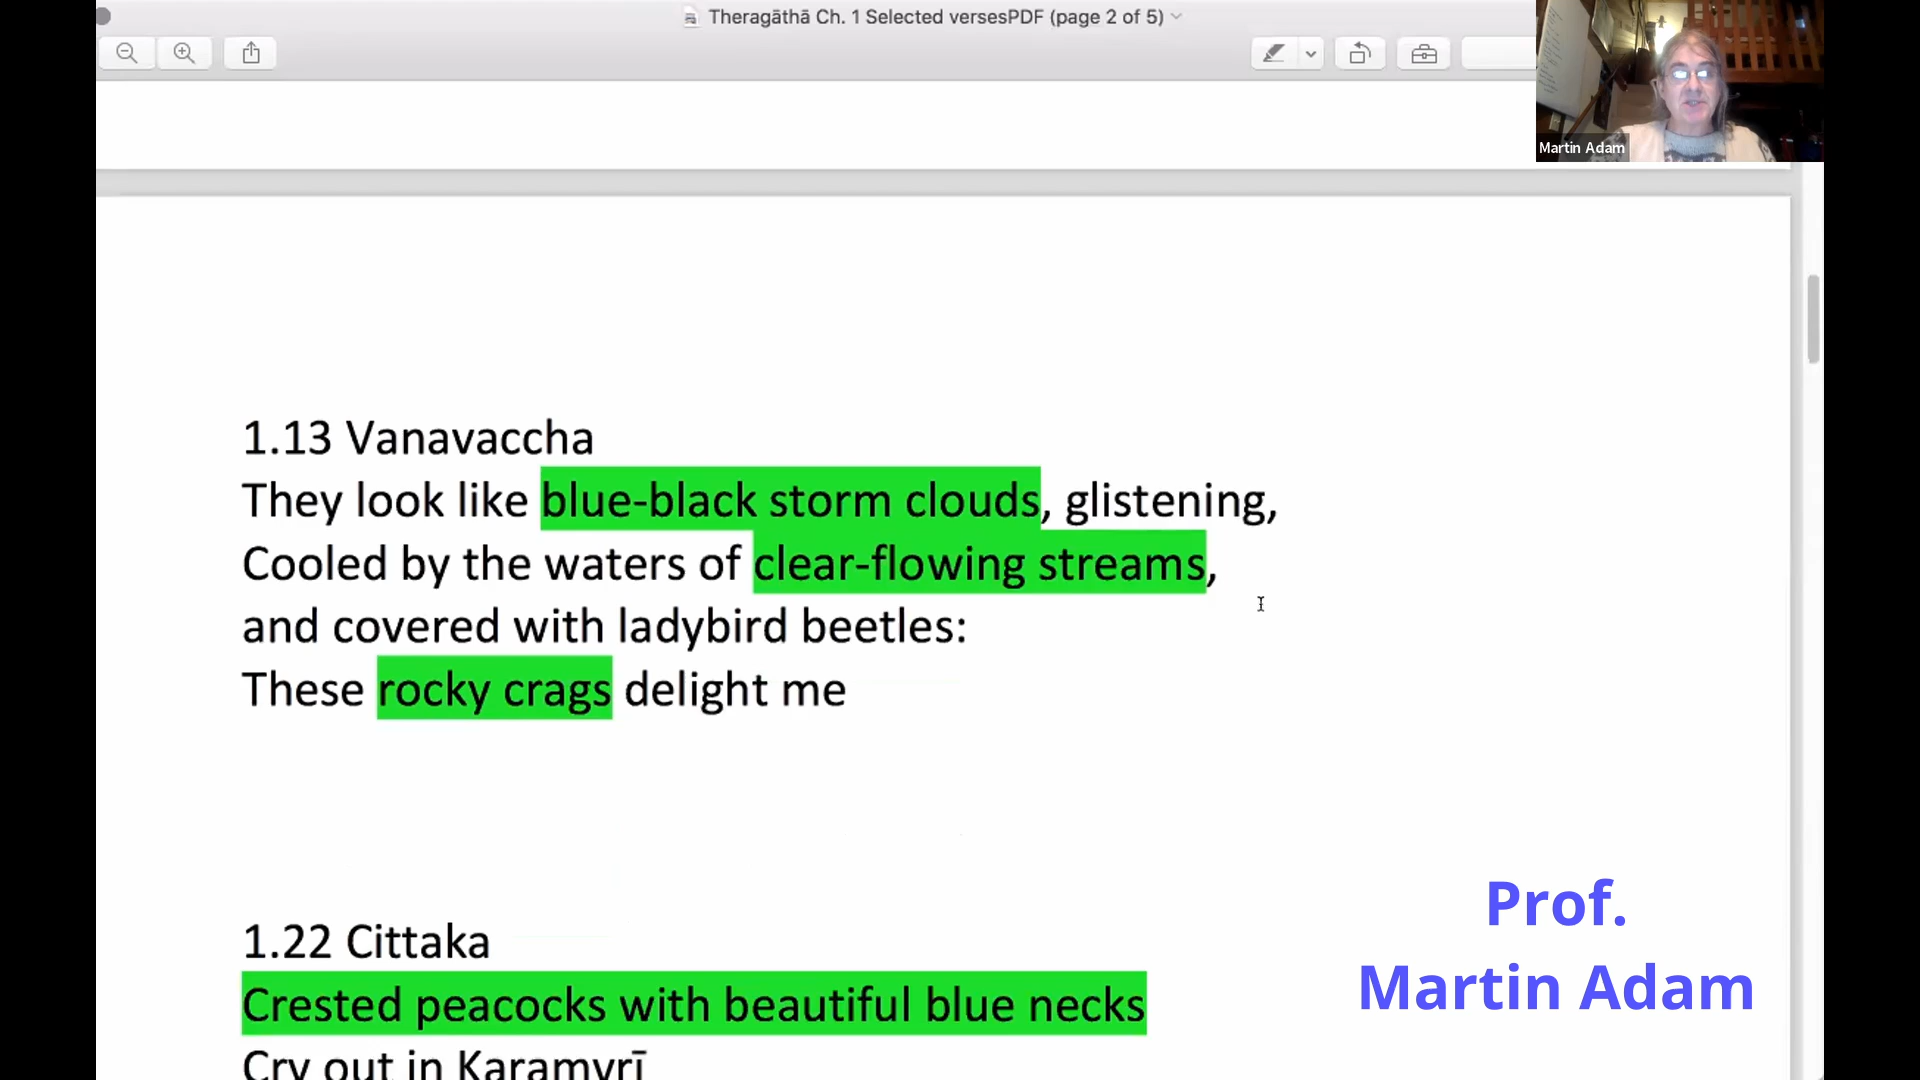 Theragāthā Ch. 1 Selected versesPDF (page 2 of 5)
Martin Adam
1.13 Vanavaccha
They look like blue-black storm clouds, glistening,
Cooled by the waters of clear-flowing streams,
and covered with ladybird beetles:
These rocky crags delight me
1.22 Cittaka
Crested peacocks with beautiful blue necks
Cry out in Karamvrī
Prof.
Martin Adam